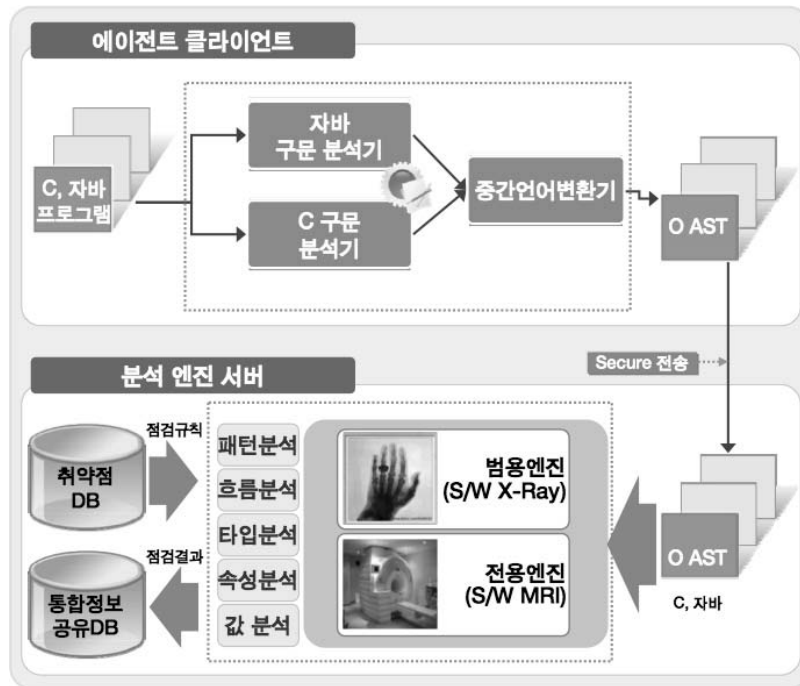 에이전트 클라이언트
C, 자바
프로그램
자바
구문 분석기
C 구문
분석기
중간언어변환기
O AST
Secure 전송
분석 엔진 서버
취약점
DB
점검규칙
통합정보
공유DB
점검결과
패턴분석
흐름분석
타입분석
속성분석
값 분석
범용엔진
(S/W X-Ray)
전용엔진
(S/W MRI)
O AST
C, 자바